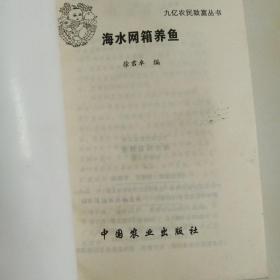 九亿农民致富丛书
海水网箱养鱼
徐君卓 编
中国农业出版社